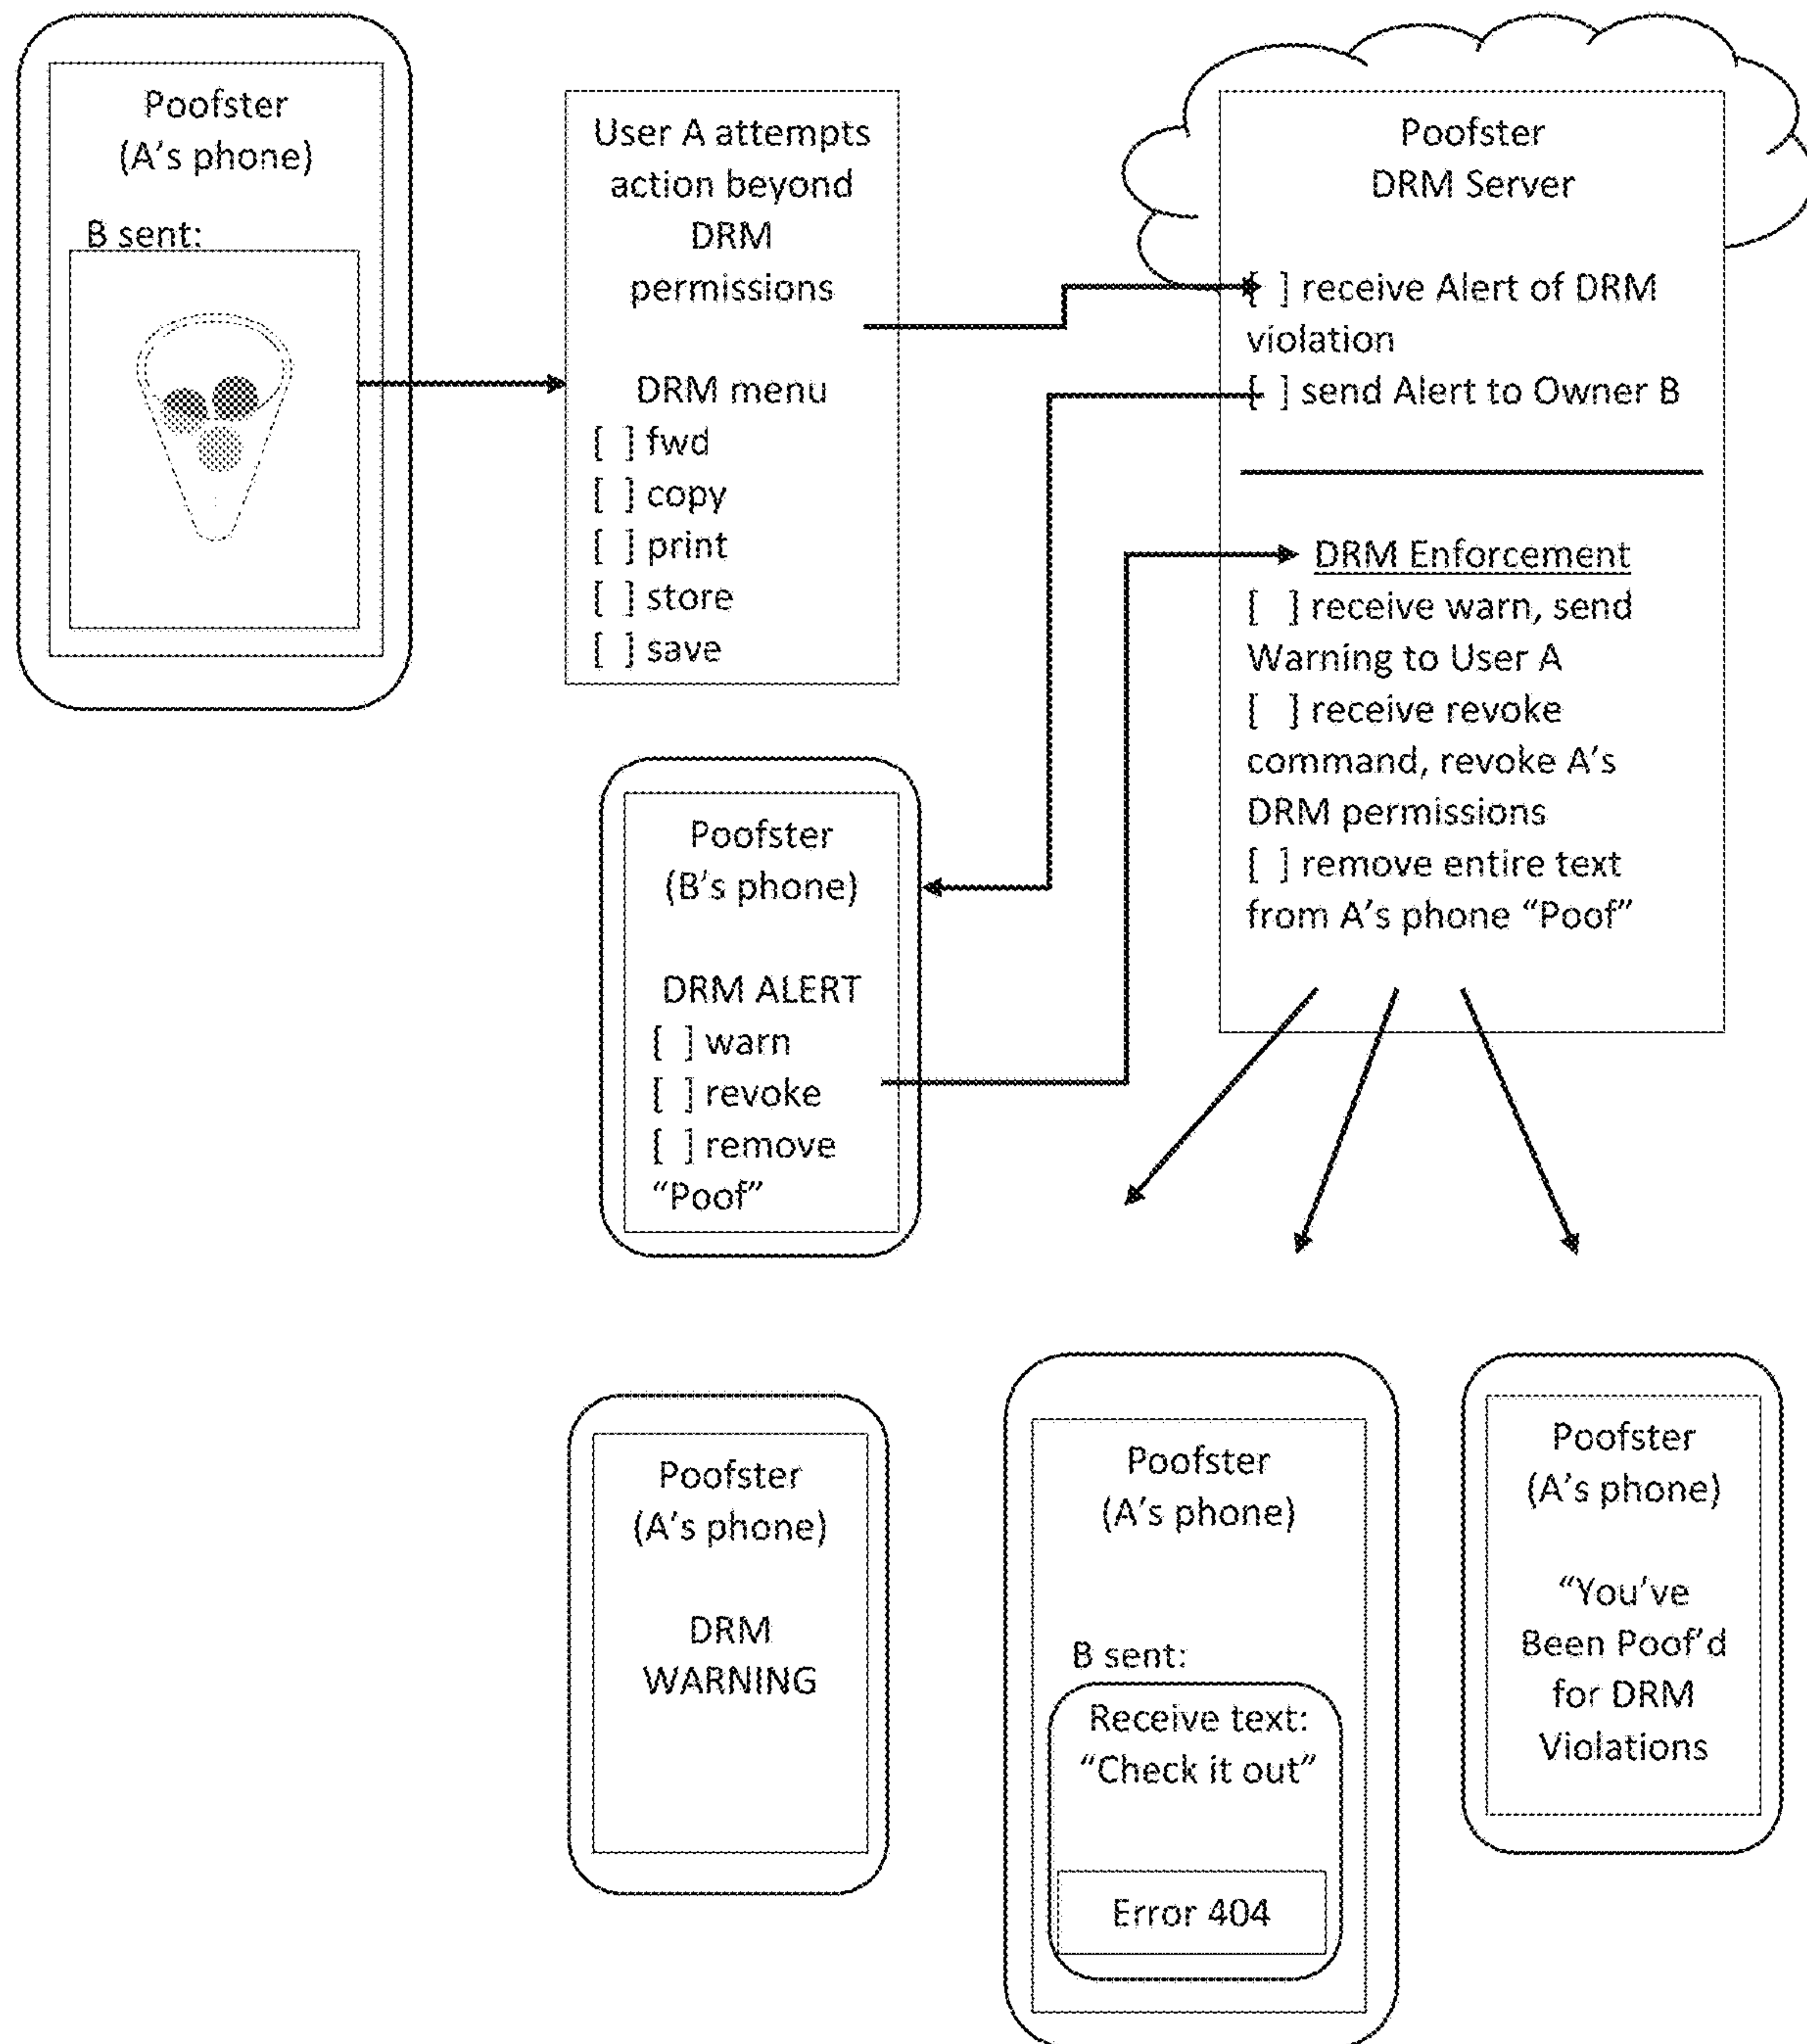 Poofster
(A's phone)
B sent:
User A attempts
action beyond
DRM
permissions
DRM menu
[ ] fwd
[ ] copy
[ ] print
[ ] store
[ ] save
Poofster
DRM Server
[ ] receive Alert of DRM
violation
[ ] send Alert to Owner B
DRM Enforcement
[ ] receive warn, send
Warning to User A
[ ] receive revoke
command, revoke A's
DRM permissions
[ ] remove entire text
from A's phone “Poof”
Poofster
(B's phone)
DRM ALERT
[ ] warn
[ ] revoke
[ ] remove
“Poof”
Poofster
(A's phone)
DRM
WARNING
Poofster
(A's phone)
B sent:
Receive text:
“Check it out”
Error 404
Poofster
(A's phone)
“You've
Been Poof'd
for DRM
Violations